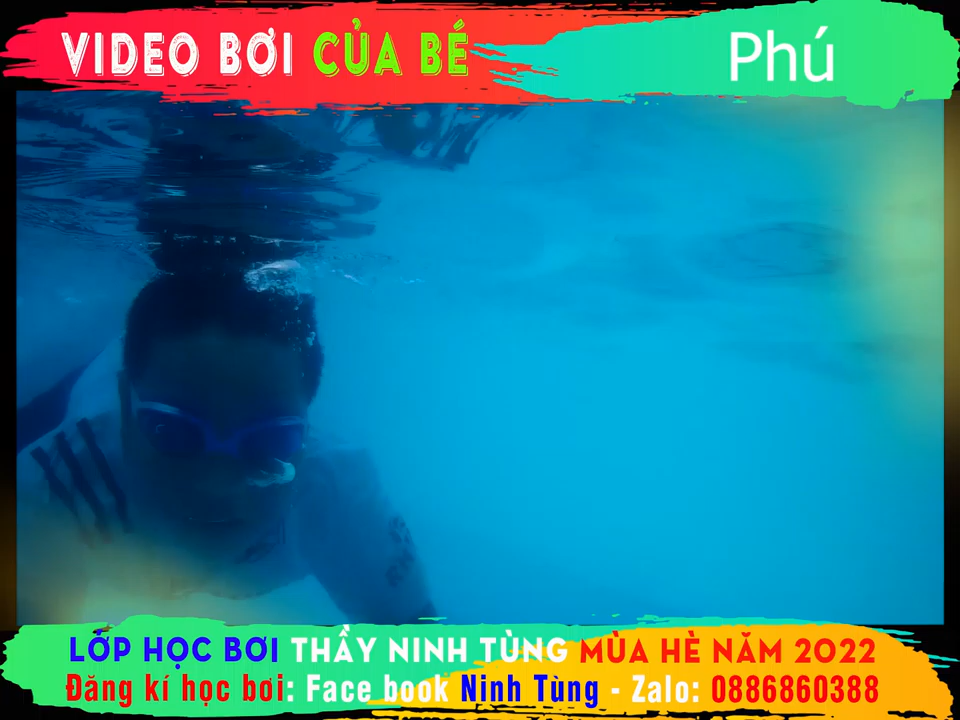 VIDEO BƠI CỦA BÉ
Phú
LỚP HỌC BƠI THẦY NINH TÙNG MÙA HÈ NĂM 2022
Đăng kí học bơi: Face book Ninh Tùng - Zalo: 0886860388